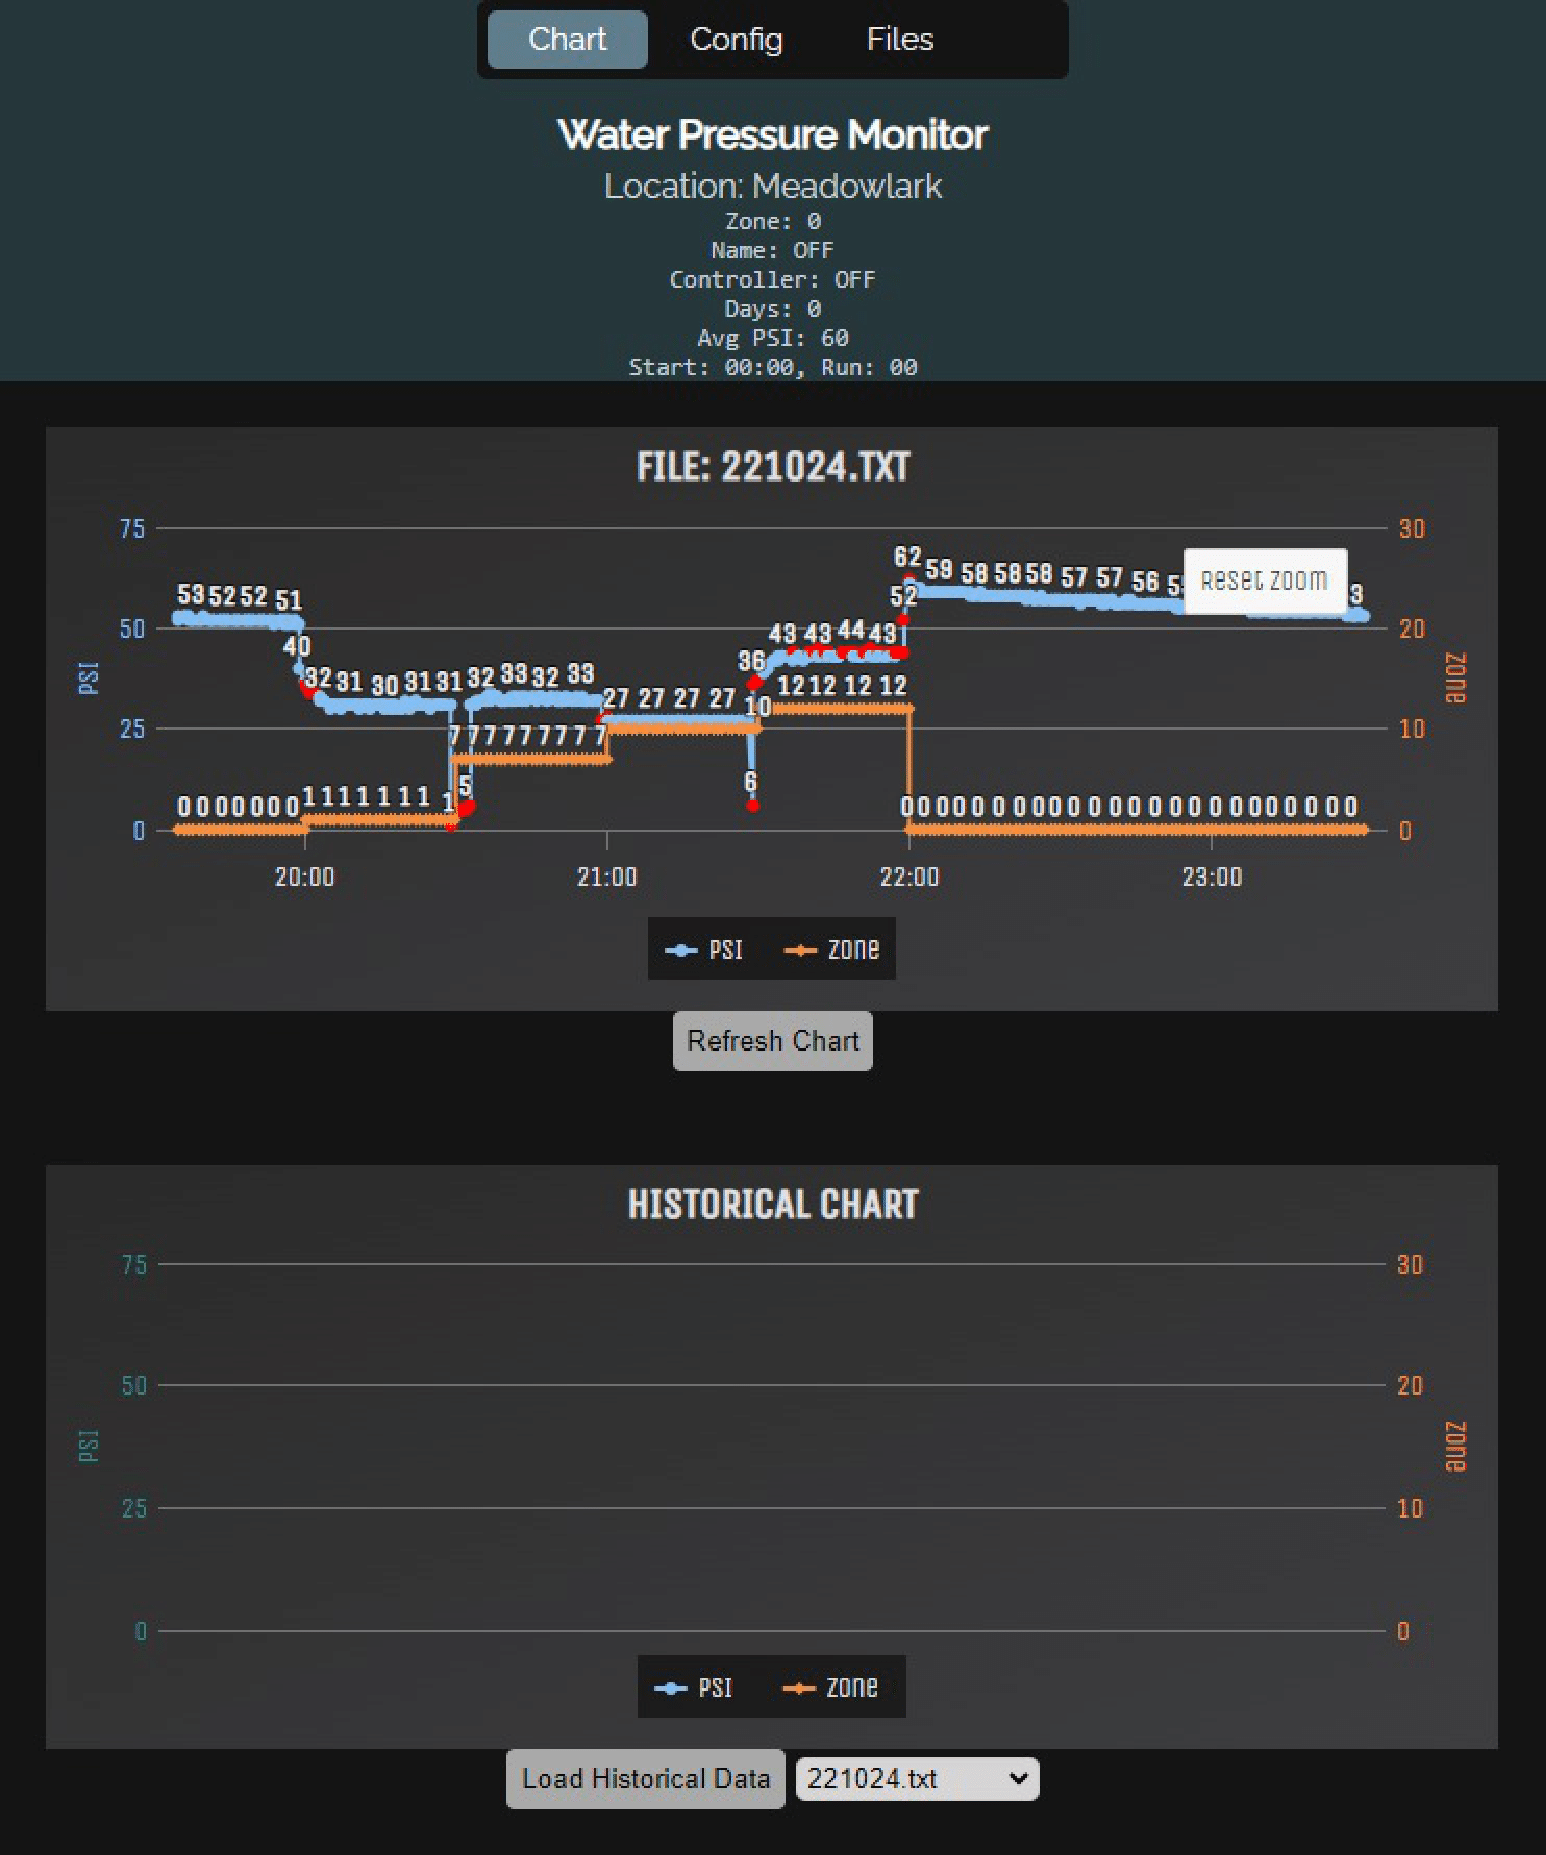 Chart Config Files
Water Pressure Monitor
Location: Meadowlark
Zone: 0
Name: OFF
Controller: OFF
Days: 0
Avg PSI: 60
Start: 00:00, Run: 00
FILE: 221024.TXT
75 30
62 59 58 58 58 57 57 56 Reset zoom 3
53 52 52 51 52
50 20
40 43 43 44 43
36
32 31 30 31 31 32 33 32 33
27 27 27 27 10 12 12 12 12
25 10
7 7 7 7 7 7 7 7 7
5 6
0 0 0 0 0 0 0 1 1 1 1 1 1 1 1 0 0 0 0 0 0 0 0 0 0 0 0 0 0 0 0 0 0 0 0 0 0
0 0
PSI
Zone
20:00 21:00 22:00 23:00
PSI Zone
Refresh Chart
HISTORICAL CHART
75 30
50 20
PSI
Zone
25 10
0 0
PSI Zone
Load Historical Data 221024.txt